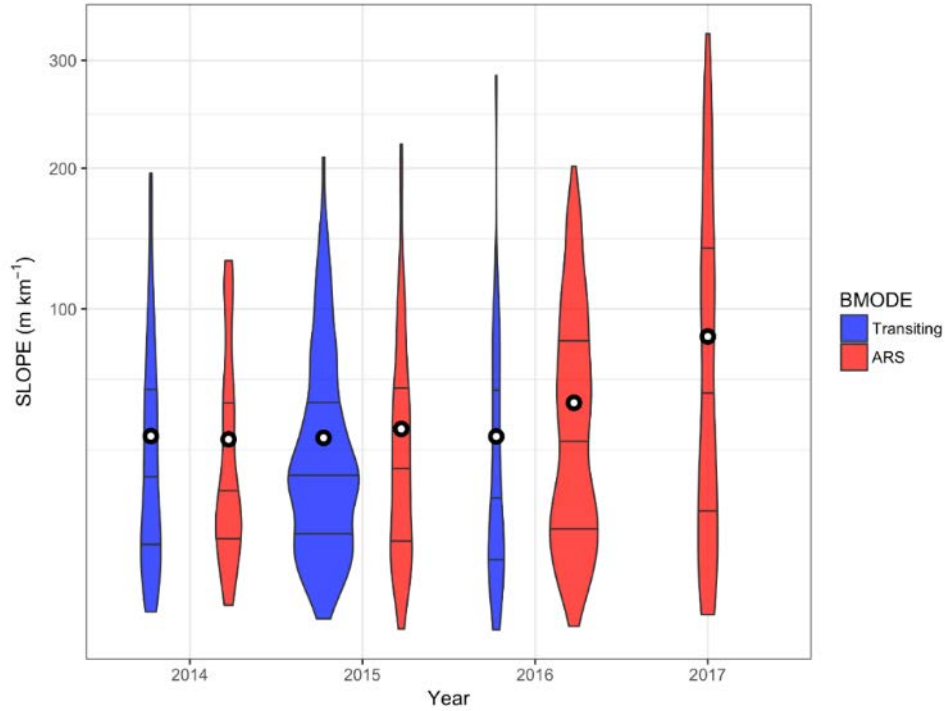 300
200
100
SLOPE (m km⁻¹)
2014 2015 2016 2017
Year
BMODE
Transiting
ARS